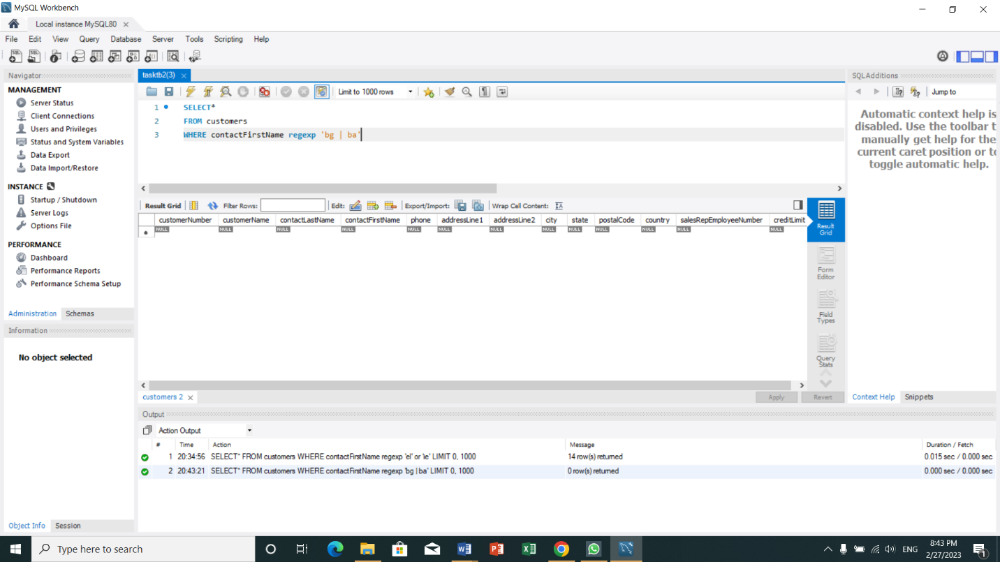 MySQL Workbench
Local instance MySQL80
File Edit View Query Database Server Tools Scripting Help
Navigator
MANAGEMENT
Server Status
Client Connections
Users and Privileges
Status and System Variables
Data Export
Data Import/Restore
INSTANCE
Startup / Shutdown
Server Logs
Options File
PERFORMANCE
Dashboard
Performance Reports
Performance Schema Setup
Administration Schemas
Information
No object selected
Object Info Session
tasktb2(3)
Limit to 1000 rows
1 SELECT*
2 FROM customers
3 WHERE contactFirstName regexp 'bg | ba'
Result Grid Filter Rows: Edit: Export/Import: Wrap Cell Content:
customerNumber customerName contactLastName contactFirstName phone addressLine1 addressLine2 city state postalCode country salesRepEmployeeNumber creditLimit
NULL NULL NULL NULL NULL NULL NULL NULL NULL NULL NULL NULL NULL
Result
Grid
Form
Editor
Field
Types
Query
Stats
customers 2
Apply Revert
SQLAdditions
Jump to
Automatic context help is
disabled. Use the toolbar t
manually get help for the
current caret position or to
toggle automatic help.
Context Help Snippets
Output
Action Output
# Time Action Message Duration / Fetch
1 20:34:56 SELECT* FROM customers WHERE contactFirstName regexp 'el' or 'ie' LIMIT 0, 1000 14 row(s) returned 0.015 sec / 0.000 sec
2 20:43:21 SELECT* FROM customers WHERE contactFirstName regexp 'bg | ba' LIMIT 0, 1000 0 row(s) returned 0.000 sec / 0.000 sec
Type here to search
ENG
8:43 PM
2/27/2023
1